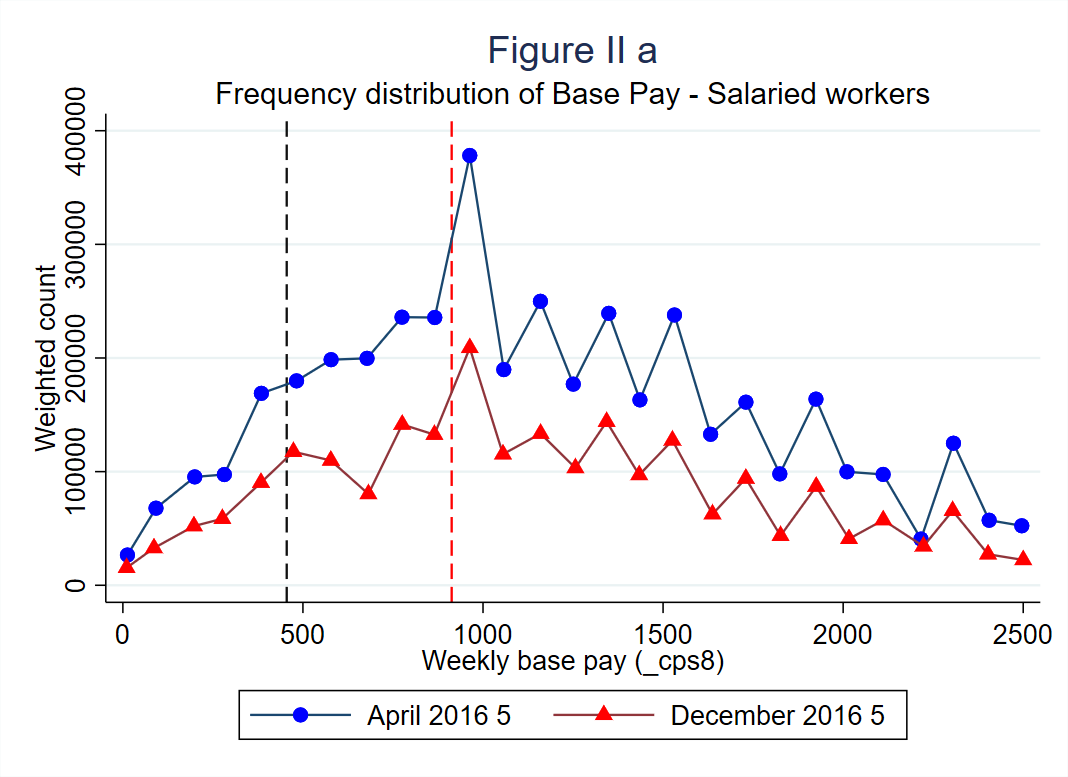 Figure II a
Frequency distribution of Base Pay - Salaried workers
Weighted count
400000
300000
200000
100000
0
0 500 1000 1500 2000 2500
Weekly base pay (_cps8)
April 2016 5 December 2016 5